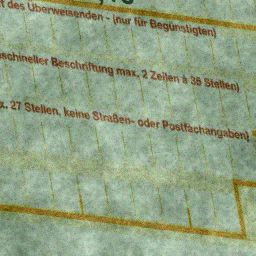 des Überweisenden - (nur für Begünstigten)
schineller Beschriftung max. 2 Zeilen à 35 Stellen)
x. 27 Stellen, keine Straßen- oder Postfachangaben)